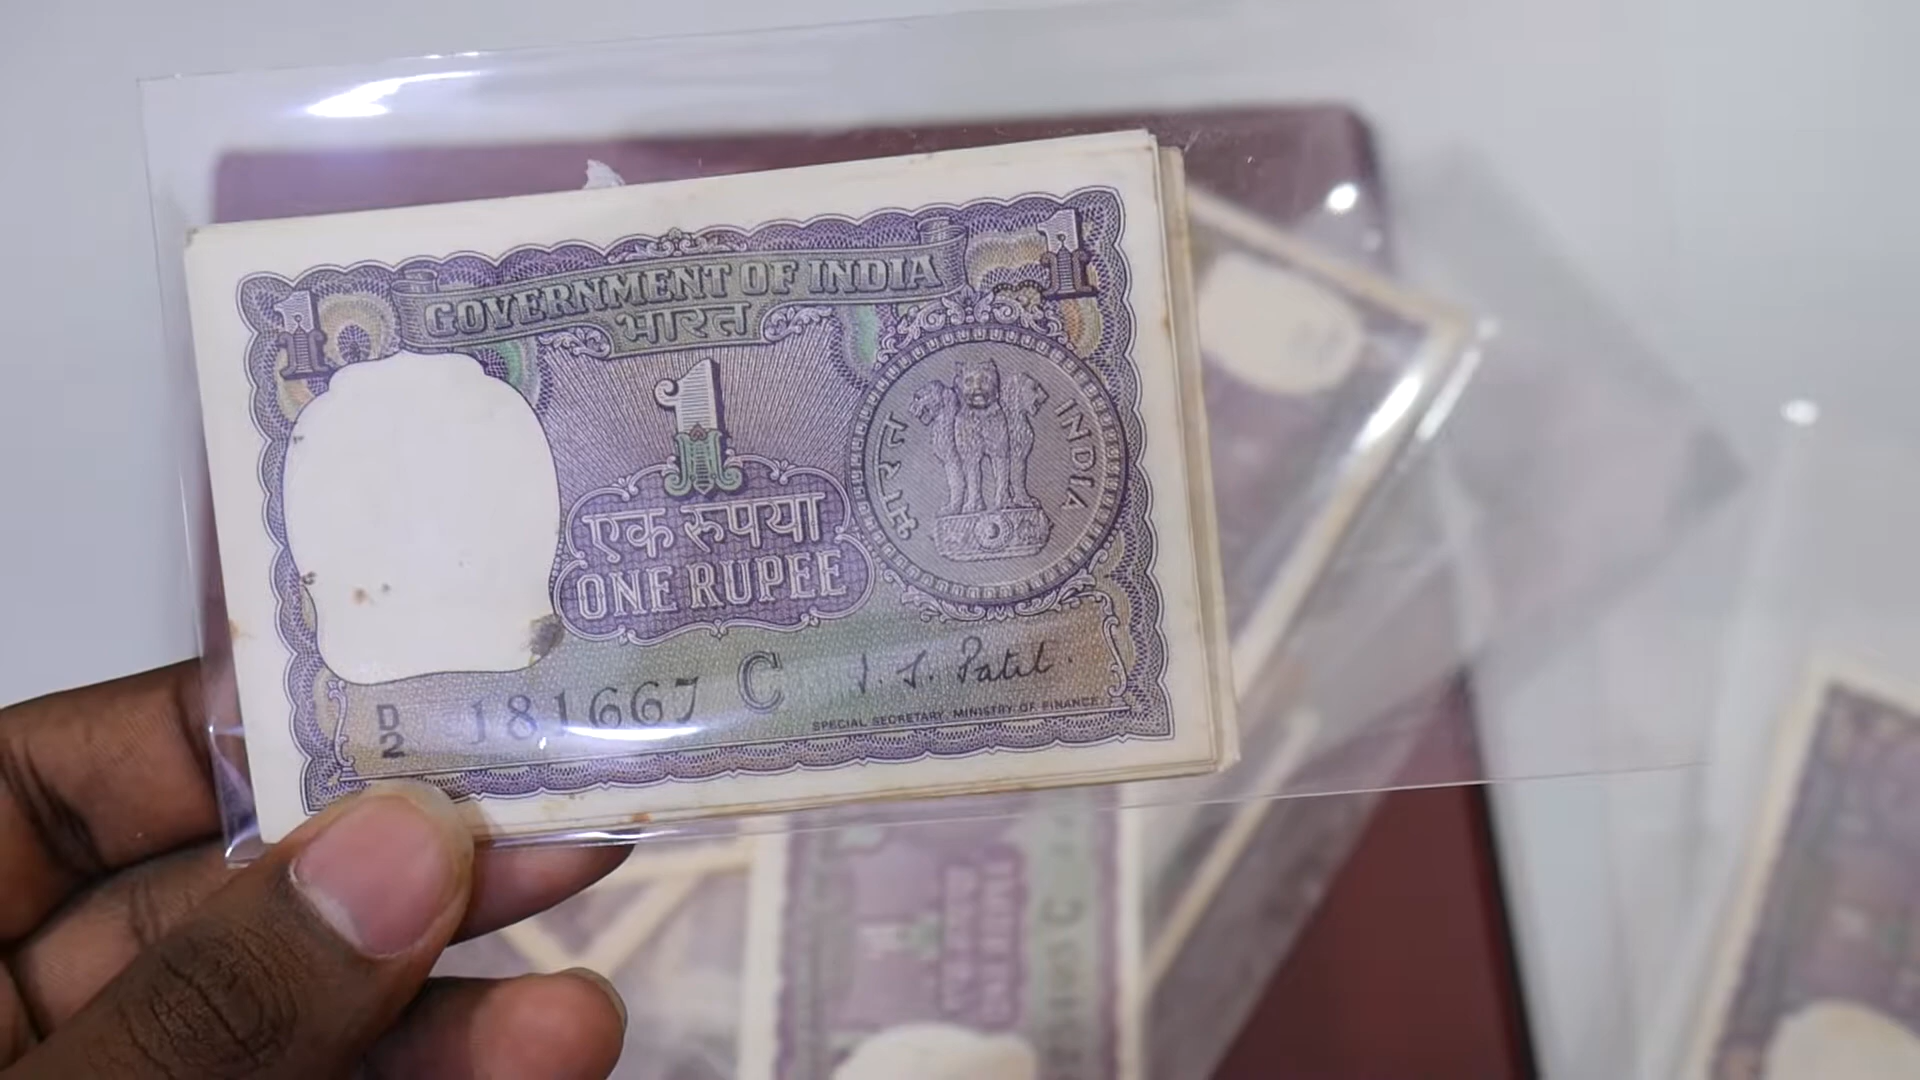 1
1
GOVERNMENT OF INDIA
भारत
1
एक रुपया
ONE RUPEE
भारत
INDIA
D
2
181667 C
I. J. Patil.
SPECIAL SECRETARY, MINISTRY OF FINANCE.